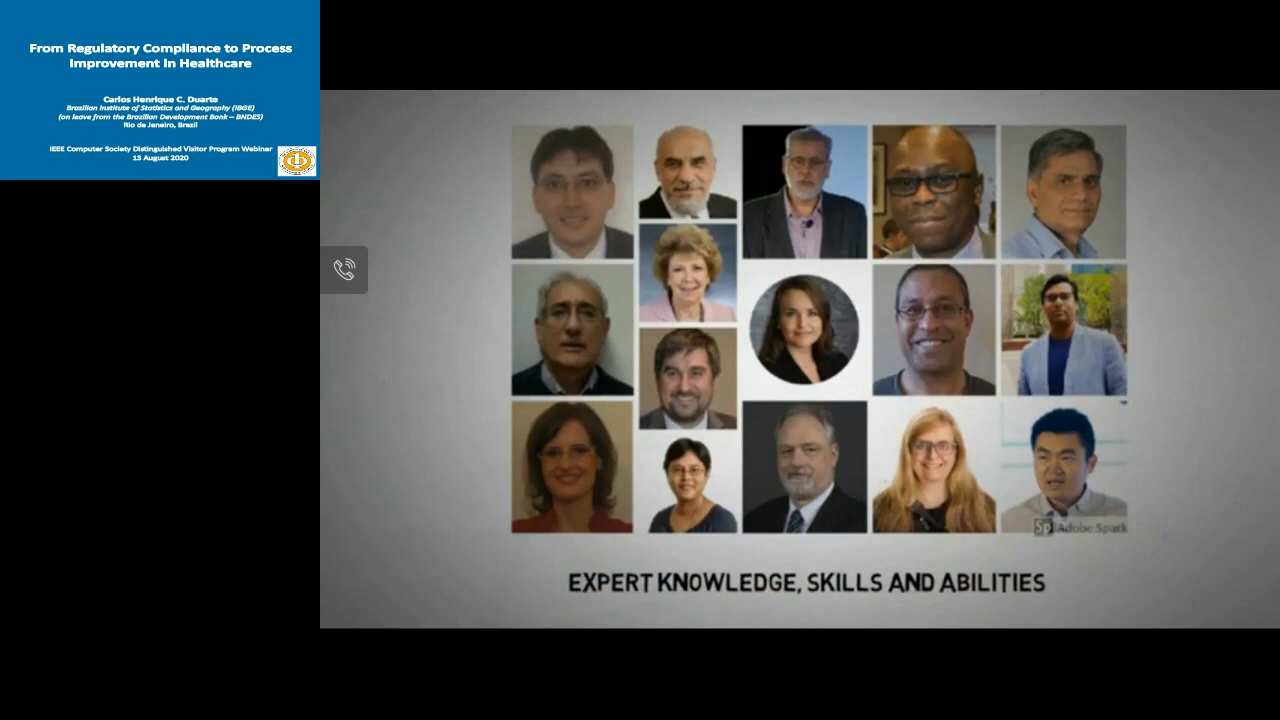 From Regulatory Compliance to Process
Improvement in Healthcare
Carlos Henrique C. Duarte
Brazilian Institute of Statistics and Geography (IBGE)
(on leave from the Brazilian Development Bank – BNDES)
Rio de Janeiro, Brazil
IEEE Computer Society Distinguished Visitor Program Webinar
13 August 2020
Sp Adobe Spark
EXPERT KNOWLEDGE, SKILLS AND ABILITIES